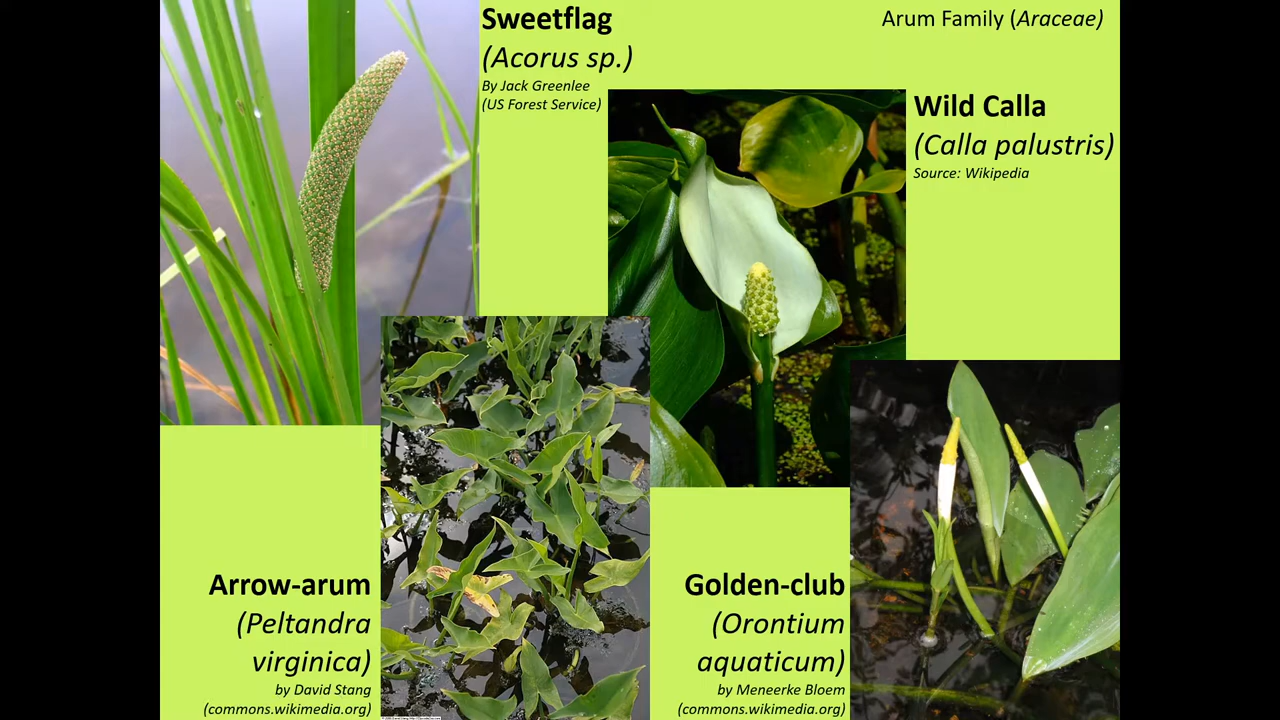 Sweetflag
(Acorus sp.)
By Jack Greenlee
(US Forest Service)
Arum Family (Araceae)
Wild Calla
(Calla palustris)
Source: Wikipedia
Arrow-arum
(Peltandra
virginica)
by David Stang
(commons.wikimedia.org)
Golden-club
(Orontium
aquaticum)
by Meneerke Bloem
(commons.wikimedia.org)